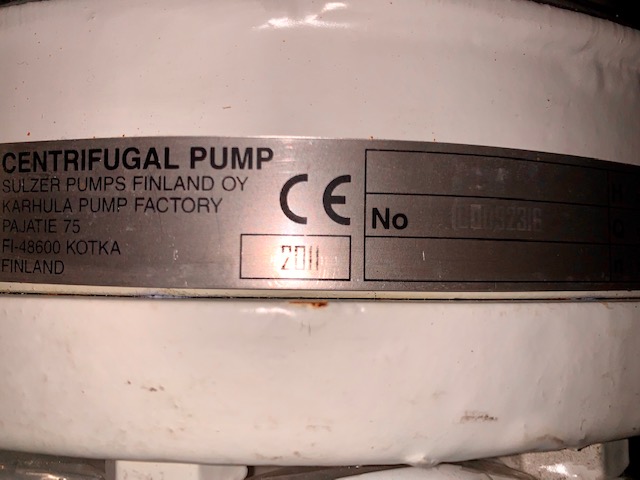 CENTRIFUGAL PUMP
SULZER PUMPS FINLAND OY
KARHULA PUMP FACTORY
PAJATIE 75
FI-48600 KOTKA
FINLAND
CE
2011
No